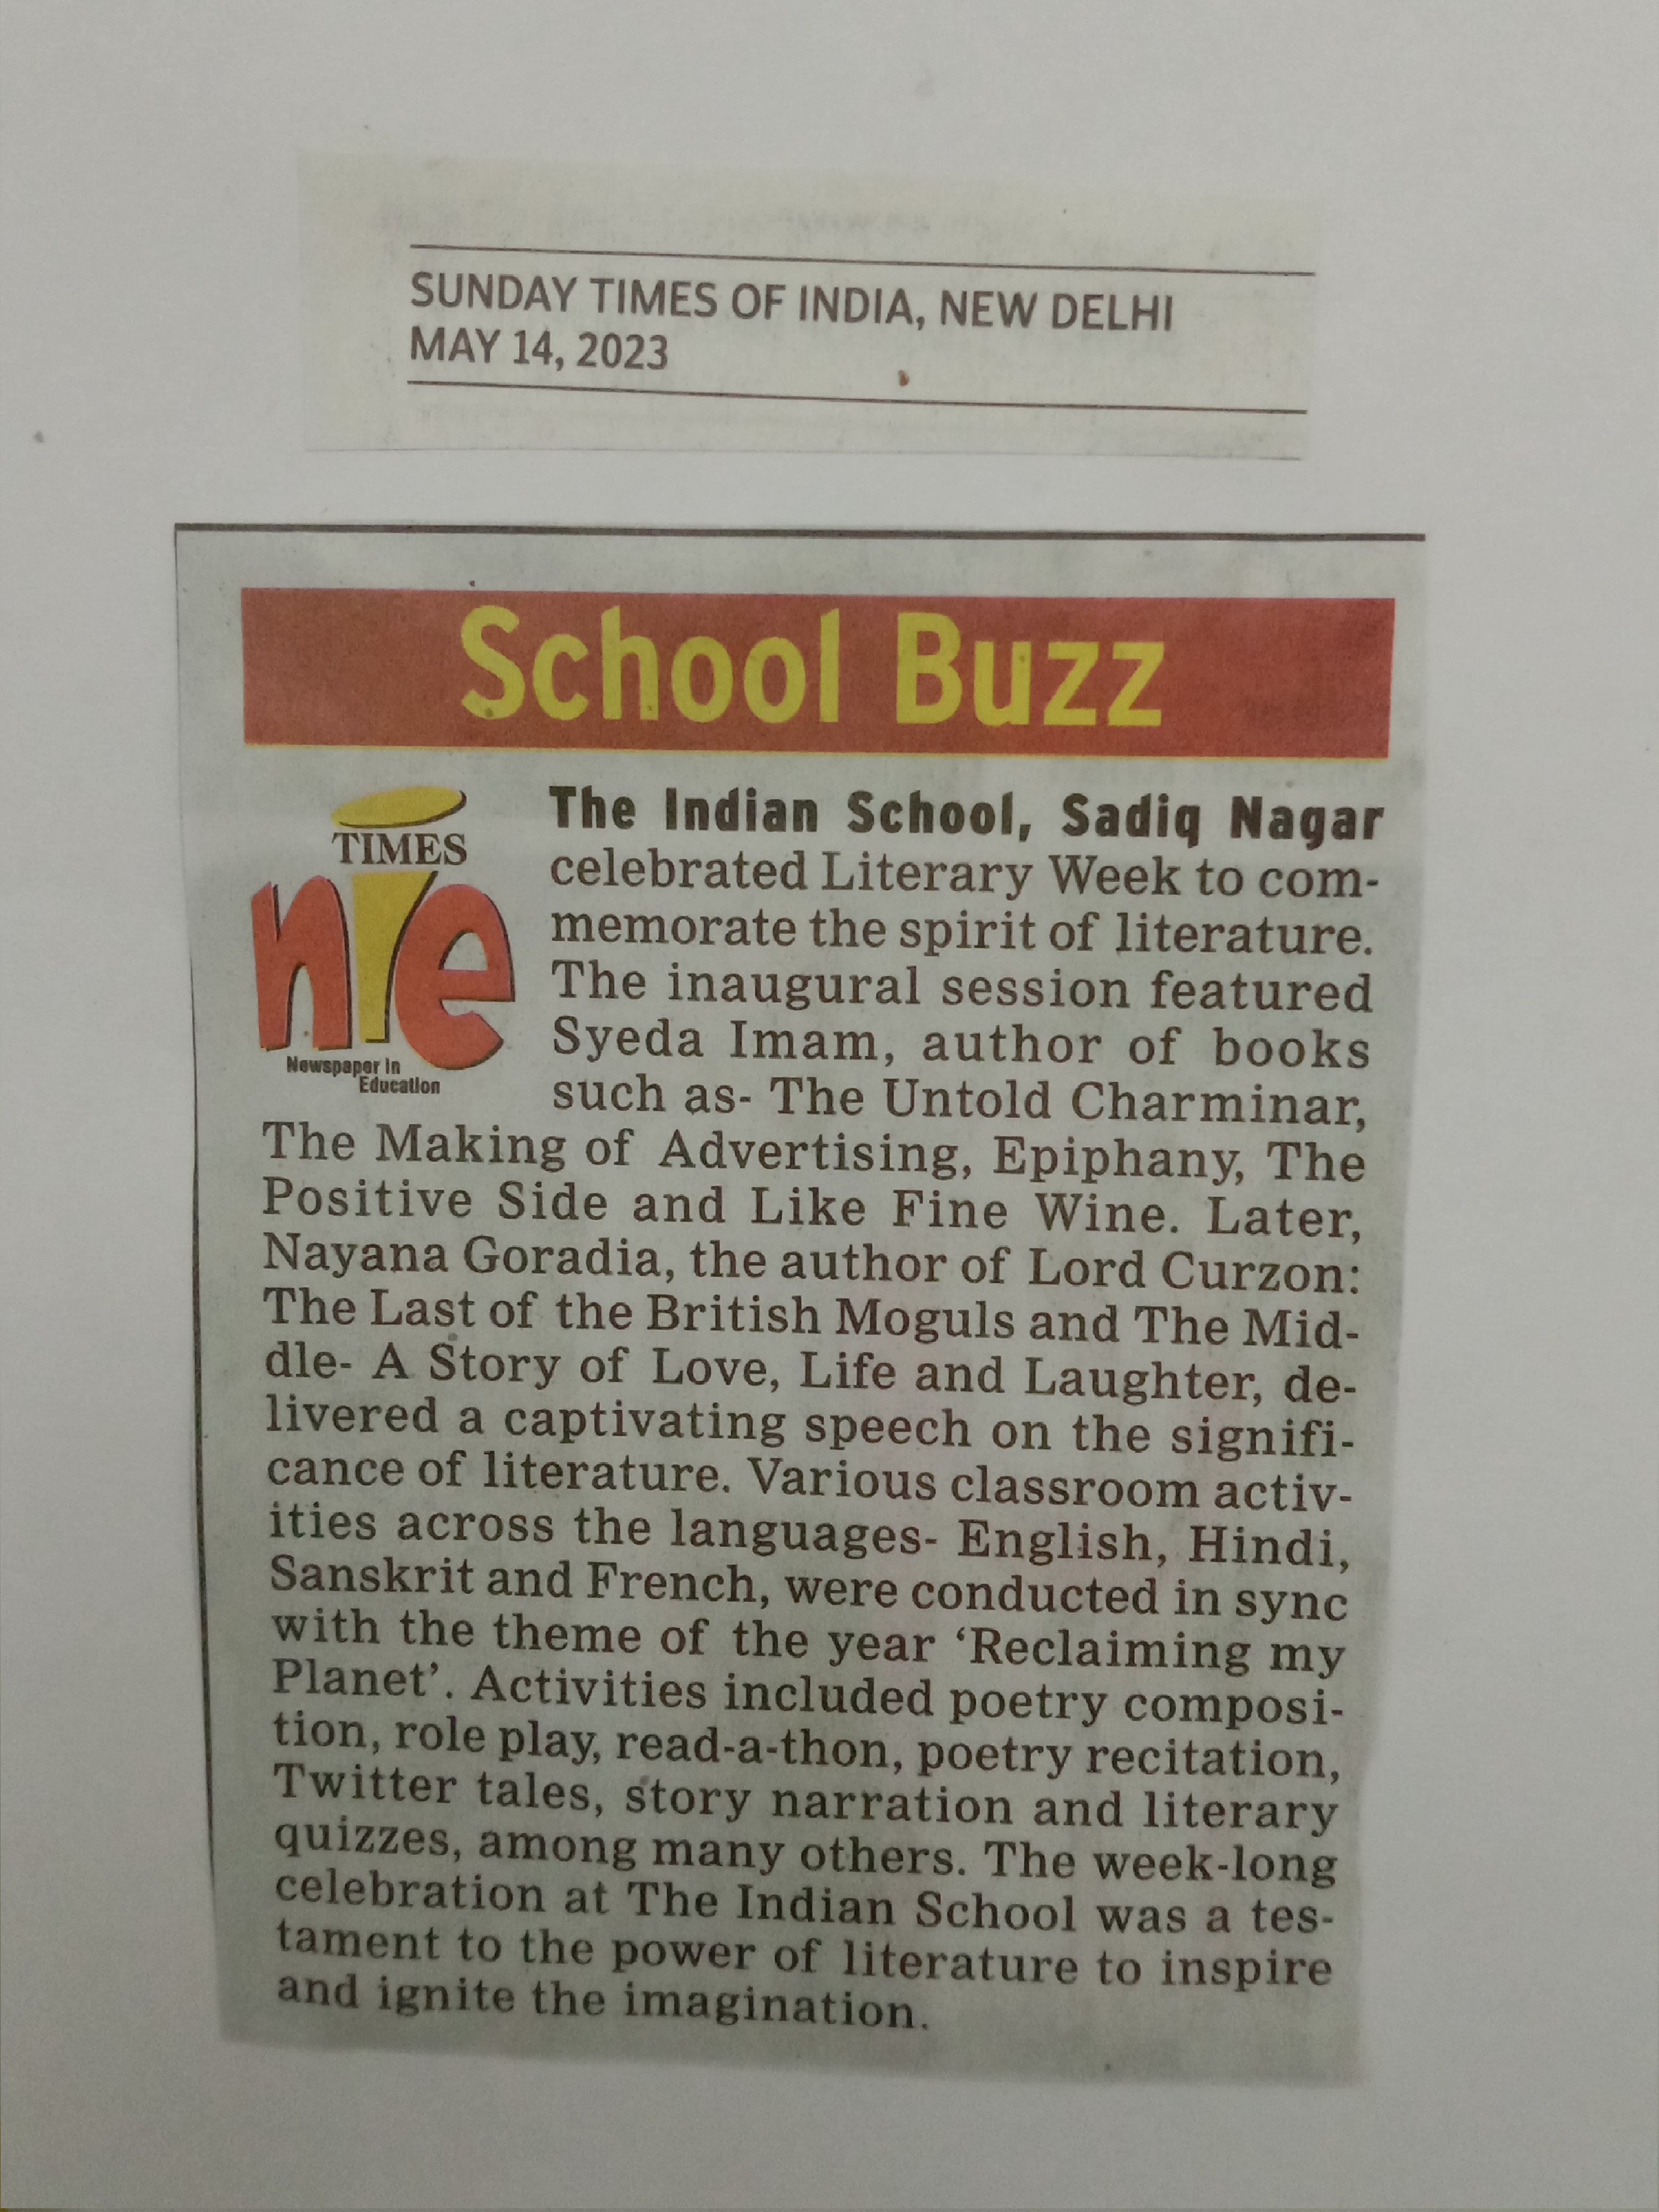 SUNDAY TIMES OF INDIA, NEW DELHI
MAY 14, 2023
School Buzz
TIMES
nie
Newspaper in
Education
The Indian School, Sadiq Nagar
celebrated Literary Week to com-
memorate the spirit of literature.
The inaugural session featured
Syeda Imam, author of books
such as- The Untold Charminar,
The Making of Advertising, Epiphany, The
Positive Side and Like Fine Wine. Later,
Nayana Goradia, the author of Lord Curzon:
The Last of the British Moguls and The Mid-
dle- A Story of Love, Life and Laughter, de-
livered a captivating speech on the signifi-
cance of literature. Various classroom activ-
ities across the languages- English, Hindi,
Sanskrit and French, were conducted in sync
with the theme of the year ‘Reclaiming my
Planet’. Activities included poetry composi-
tion, role play, read-a-thon, poetry recitation,
Twitter tales, story narration and literary
quizzes, among many others. The week-long
celebration at The Indian School was a tes-
tament to the power of literature to inspire
and ignite the imagination.